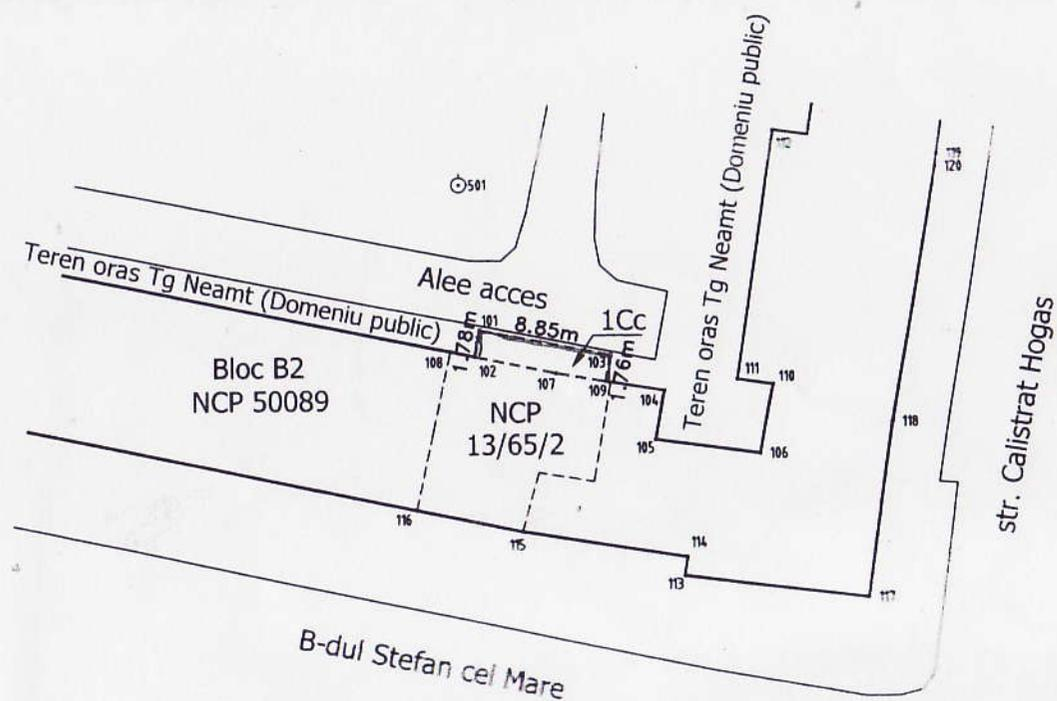 Teren oras Tg Neamt (Domeniu public)
501
119
120
Teren oras Tg Neamt (Domeniu public)
Alee acces
1Cc
101
8.85m
1.78m
108
102
107
103
109
1.76m
104
105
106
111
110
118
str. Calistrat Hogas
Bloc B2
NCP 50089
NCP
13/65/2
116
115
114
113
117
B-dul Stefan cel Mare